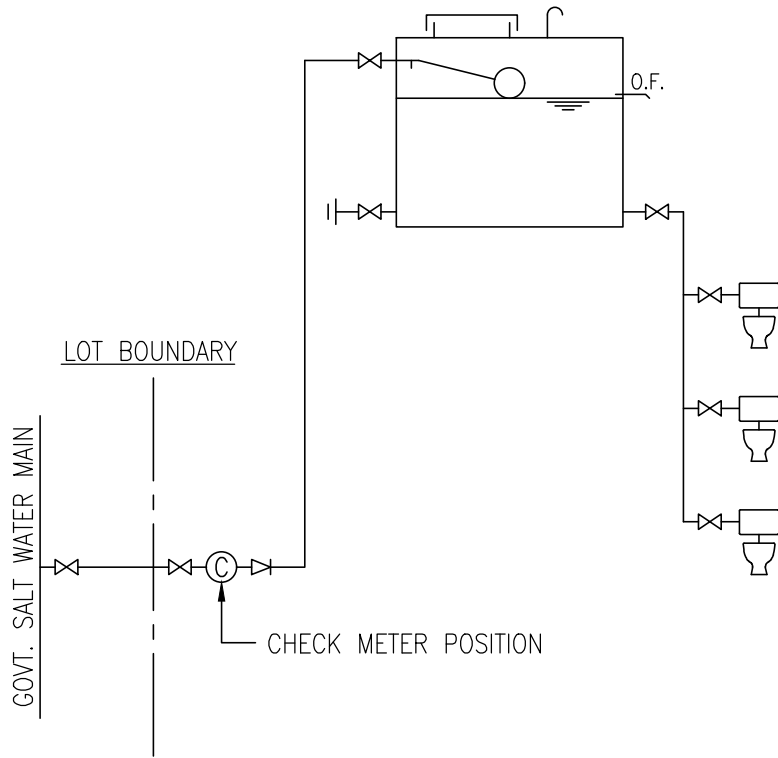 O.F.
LOT BOUNDARY
GOVT. SALT WATER MAIN
C
CHECK METER POSITION